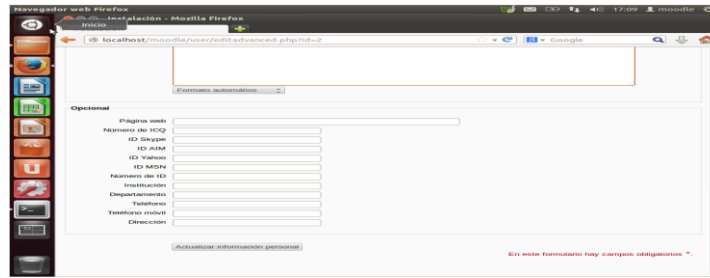 Navegador web Firefox
17:09 moodle
Instalación - Mozilla Firefox
Inicio
localhost/moodle/user/editadvanced.php?id=2
Google
Formato automático
Opcional
Página web
Número de ICQ
ID Skype
ID AIM
ID Yahoo
ID MSN
Número de ID
Institución
Departamento
Teléfono
Teléfono móvil
Dirección
Actualizar información personal
En este formulario hay campos obligatorios *.